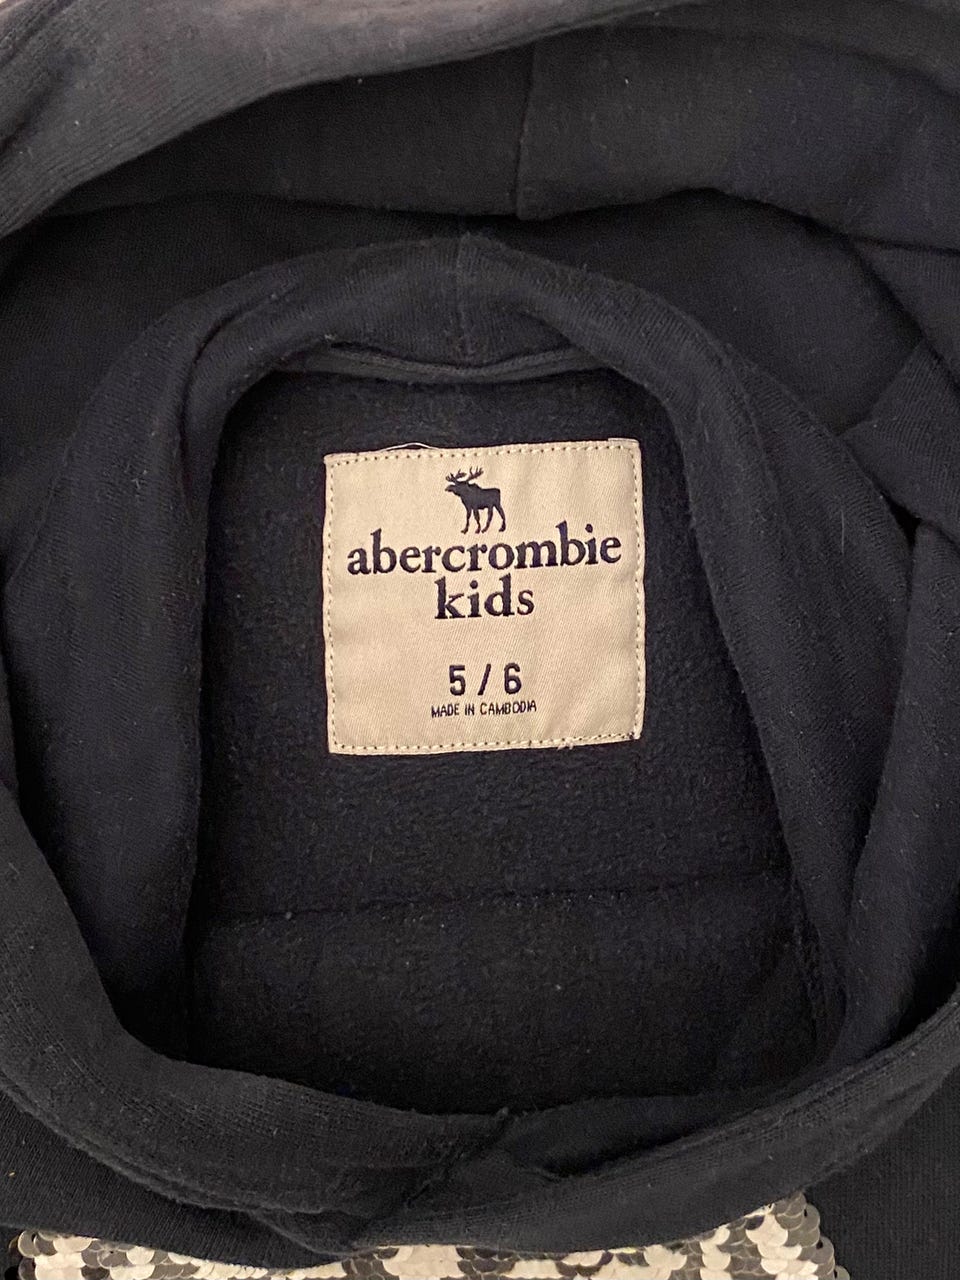 abercrombie
kids
5 / 6
MADE IN CAMBODIA